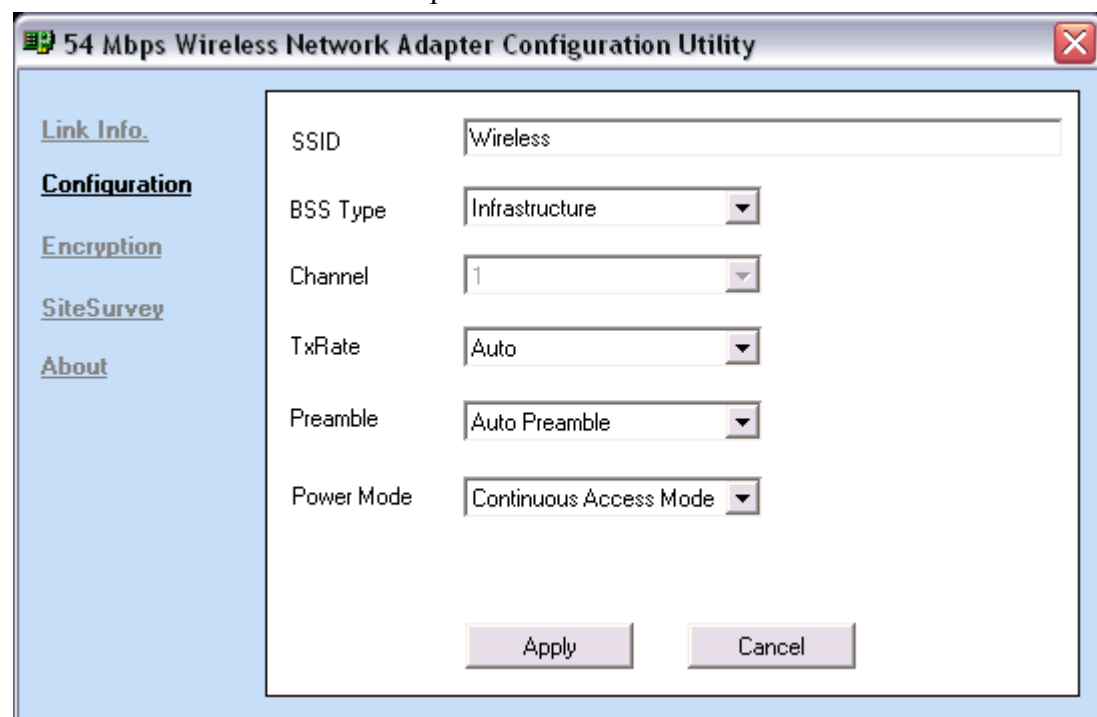 54 Mbps Wireless Network Adapter Configuration Utility
Link Info.
Configuration
Encryption
SiteSurvey
About
SSID Wireless
BSS Type Infrastructure
Channel 1
TxRate Auto
Preamble Auto Preamble
Power Mode Continuous Access Mode
Apply Cancel